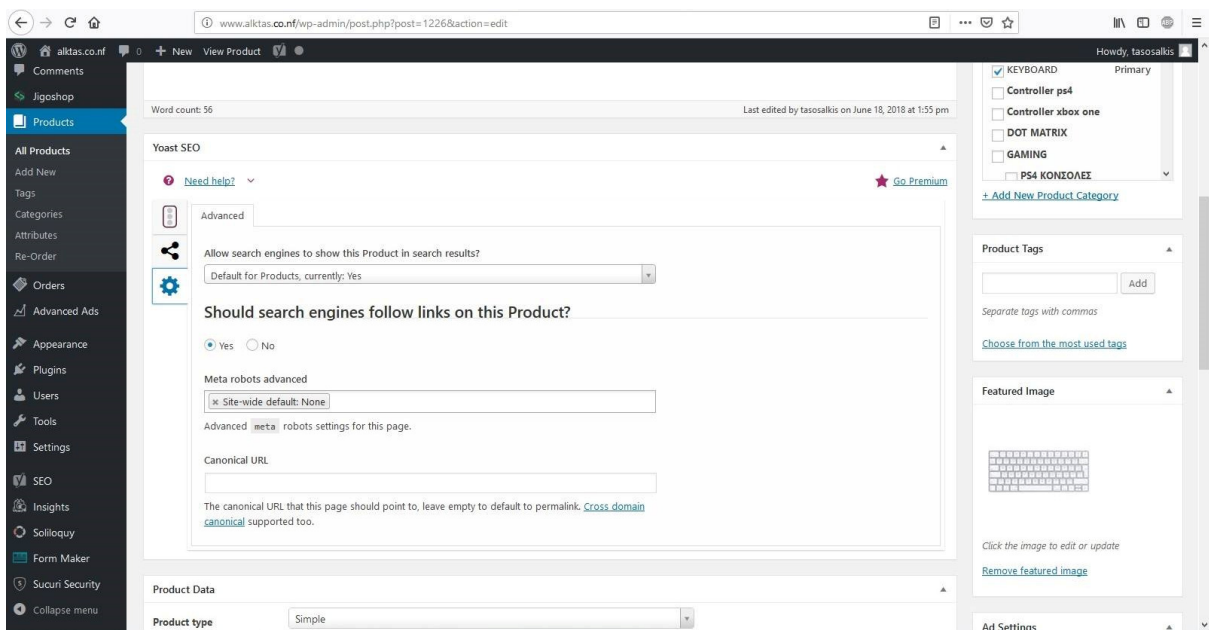 www.alktas.co.nf/wp-admin/post.php?post=1226&action=edit
ABP
alktas.co.nf 0 + New View Product
Howdy, tasosalkis
Comments
Jigoshop
Products
All Products
Add New
Tags
Categories
Attributes
Re-Order
Orders
Advanced Ads
Appearance
Plugins
Users
Tools
Settings
SEO
Insights
Soliloquy
Form Maker
Sucuri Security
Collapse menu
Word count: 56
Last edited by tasosalkis on June 18, 2018 at 1:55 pm
Yoast SEO
Need help?
Go Premium
Advanced
Allow search engines to show this Product in search results?
Default for Products, currently: Yes
Should search engines follow links on this Product?
Yes No
Meta robots advanced
× Site-wide default: None
Advanced meta robots settings for this page.
Canonical URL
The canonical URL that this page should point to, leave empty to default to permalink. Cross domain
canonical supported too.
Product Data
Product type
Simple
KEYBOARD Primary
Controller ps4
Controller xbox one
DOT MATRIX
GAMING
PS4 ΚΟΝΣΟΛΕΣ
+ Add New Product Category
Product Tags
Add
Separate tags with commas
Choose from the most used tags
Featured Image
Click the image to edit or update
Remove featured image
Ad Settings